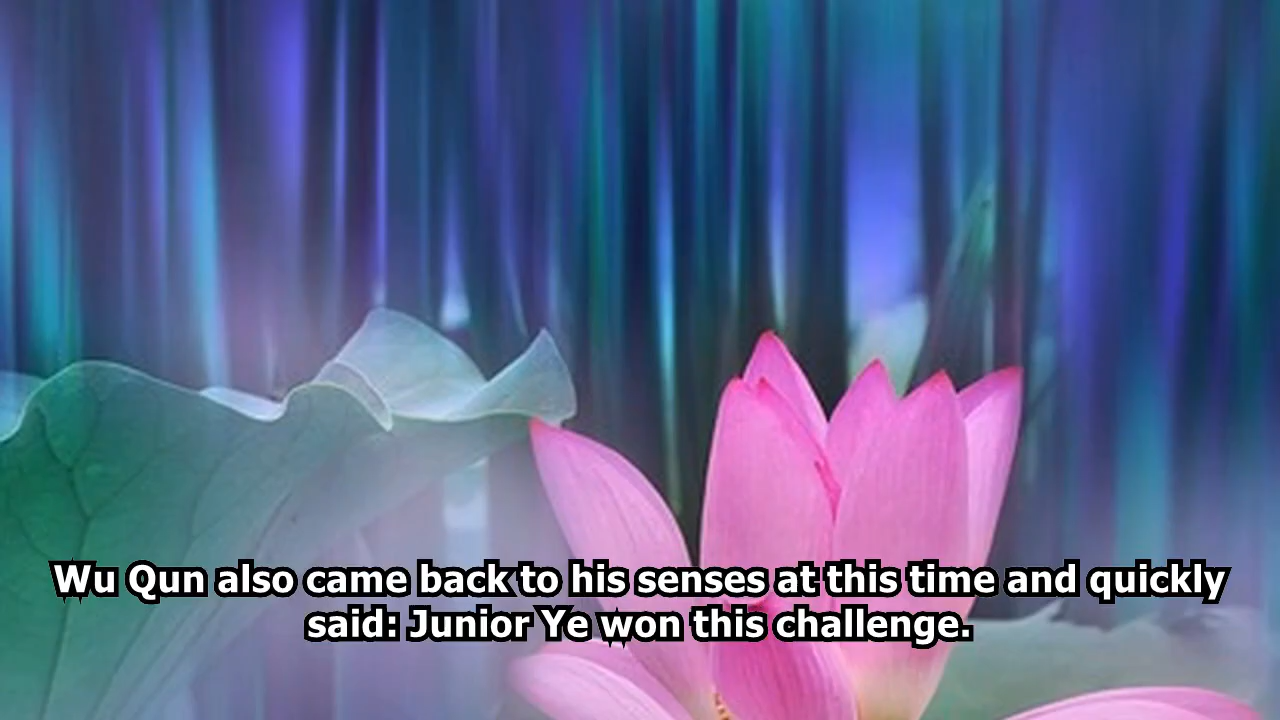 Wu Qun also came back to his senses at this time and quickly
said: Junior Ye won this challenge.